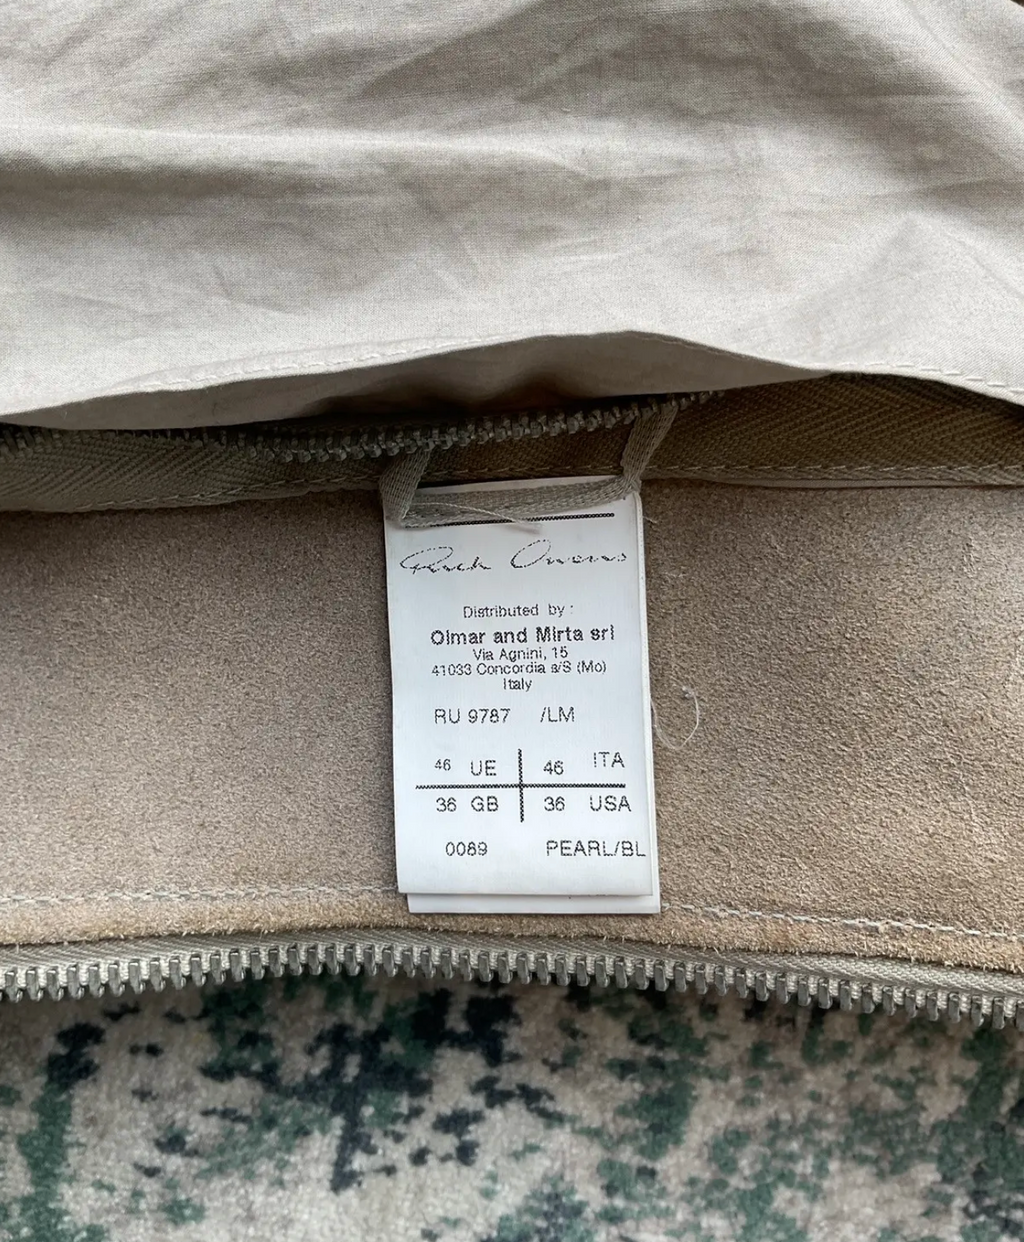 Rick Owens
Distributed by :
Olmar and Mirta srl
Via Agnini, 15
41033 Concordia s/S (Mo)
Italy
RU 9787 /LM
46 UE 46 ITA
36 GB 36 USA
0089 PEARL/BL